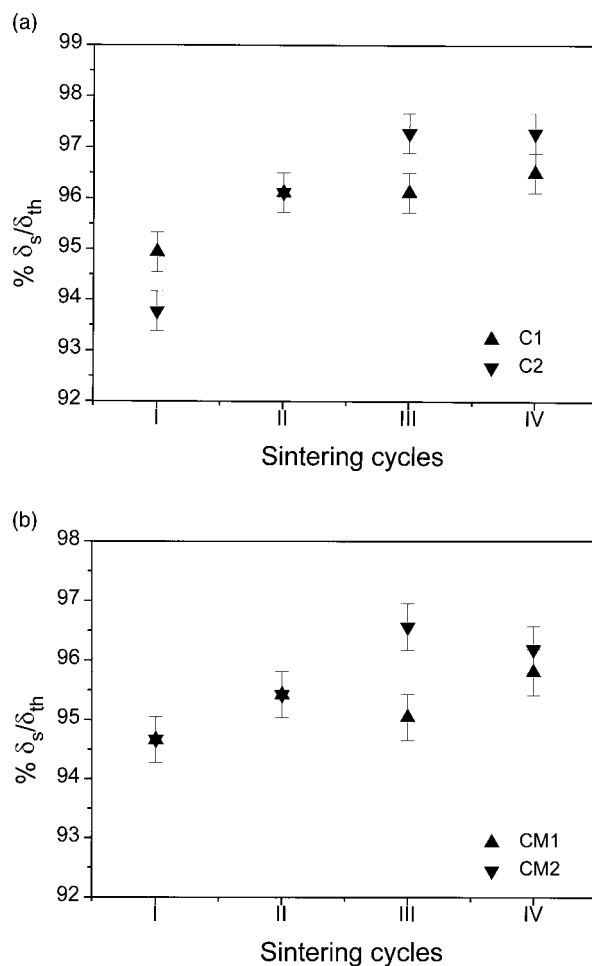 (a)
99
98
97
96
95
94
93
92
% δs/δth
▲ C1
▼ C2
I II III IV
Sintering cycles
(b)
98
97
96
95
94
93
92
% δs/δth
▲ CM1
▼ CM2
I II III IV
Sintering cycles